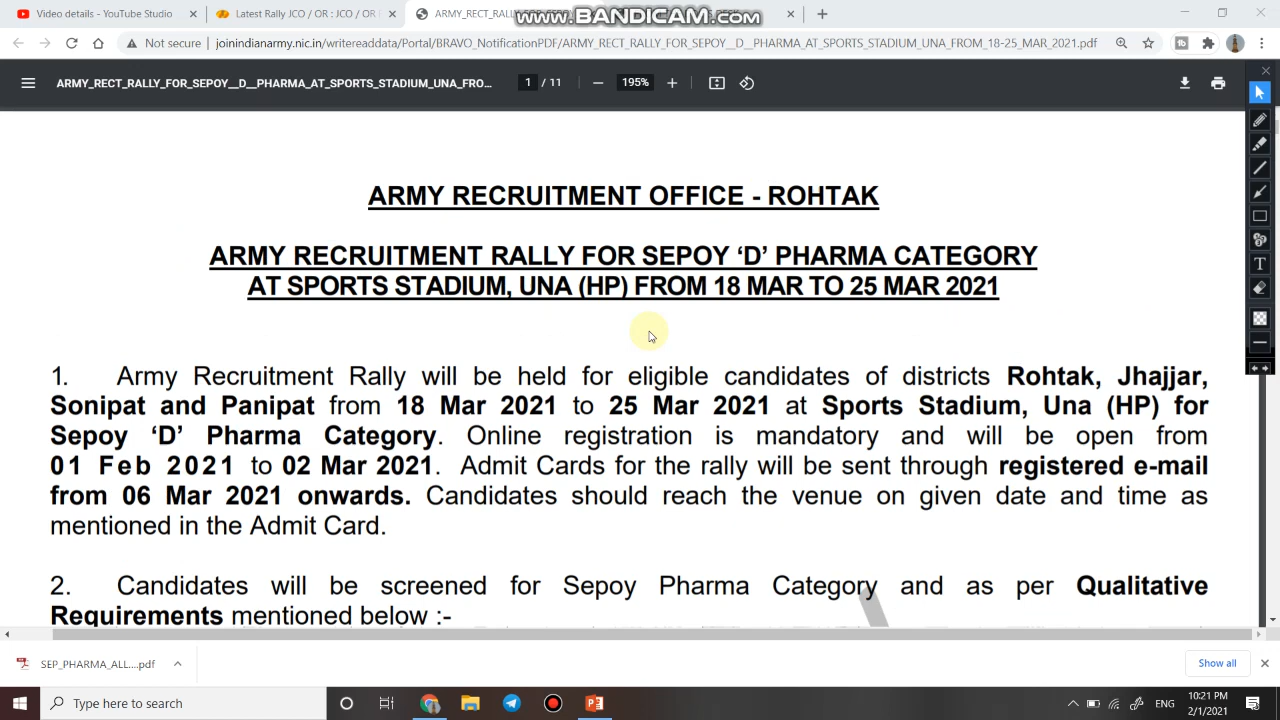 Video details - YouTube Studio
Latest Rally JCO / OR : JCO / OR
ARMY_RECT_RALLY_FOR_SEP
www.BANDICAM.com
Not secure
joinindianarmy.nic.in/writereaddata/Portal/BRAVO_Notification/PDF/ARMY_RECT_RALLY_FOR_SEPOY__D__PHARMA_AT_SPORTS_STADIUM_UNA_FROM_18-25_MAR_2021.pdf
ARMY_RECT_RALLY_FOR_SEPOY__D__PHARMA_AT_SPORTS_STADIUM_UNA_FRO...
1 / 11
195%
ARMY RECRUITMENT OFFICE - ROHTAK
ARMY RECRUITMENT RALLY FOR SEPOY ‘D’ PHARMA CATEGORY
AT SPORTS STADIUM, UNA (HP) FROM 18 MAR TO 25 MAR 2021
1. Army Recruitment Rally will be held for eligible candidates of districts Rohtak, Jhajjar,
Sonipat and Panipat from 18 Mar 2021 to 25 Mar 2021 at Sports Stadium, Una (HP) for
Sepoy ‘D’ Pharma Category. Online registration is mandatory and will be open from
01 Feb 2021 to 02 Mar 2021. Admit Cards for the rally will be sent through registered e-mail
from 06 Mar 2021 onwards. Candidates should reach the venue on given date and time as
mentioned in the Admit Card.
2. Candidates will be screened for Sepoy Pharma Category and as per Qualitative
Requirements mentioned below :-
SEP_PHARMA_ALL....pdf
Show all
Type here to search
ENG
10:21 PM
2/1/2021